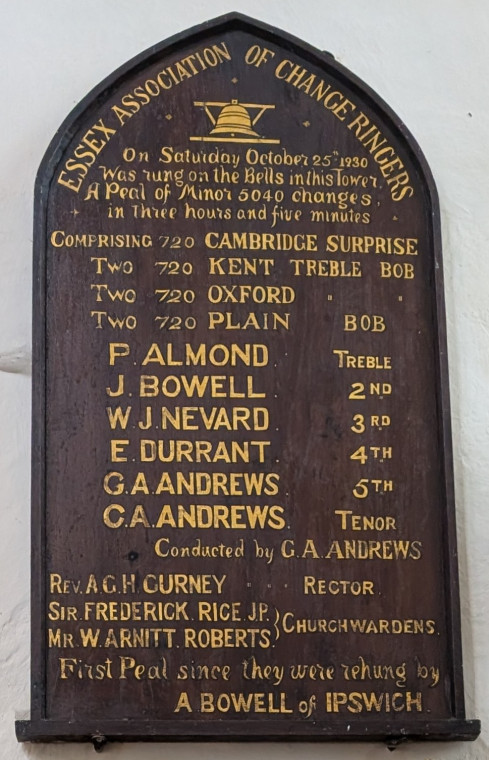 ESSEX ASSOCIATION OF CHANGE RINGERS
On Saturday October 25th 1930
Was rung on the Bells in this Tower,
A Peal of Minor 5040 changes,
in three hours and five minutes
COMPRISING 720 CAMBRIDGE SURPRISE
TWO 720 KENT TREBLE BOB
TWO 720 OXFORD " "
TWO 720 PLAIN BOB
P. ALMOND. TREBLE
J. BOWELL. 2ND
W.J. NEVARD. 3RD
E. DURRANT. 4TH
G.A. ANDREWS 5TH
C.A. ANDREWS. TENOR
Conducted by G.A. ANDREWS
REV. A.G.H. GURNEY " " " RECTOR.
SIR. FREDERICK. RICE. J.P.
MR W. ARNITT. ROBERTS. } CHURCHWARDENS.
First Peal since they were rehung by
A BOWELL of IPSWICH.